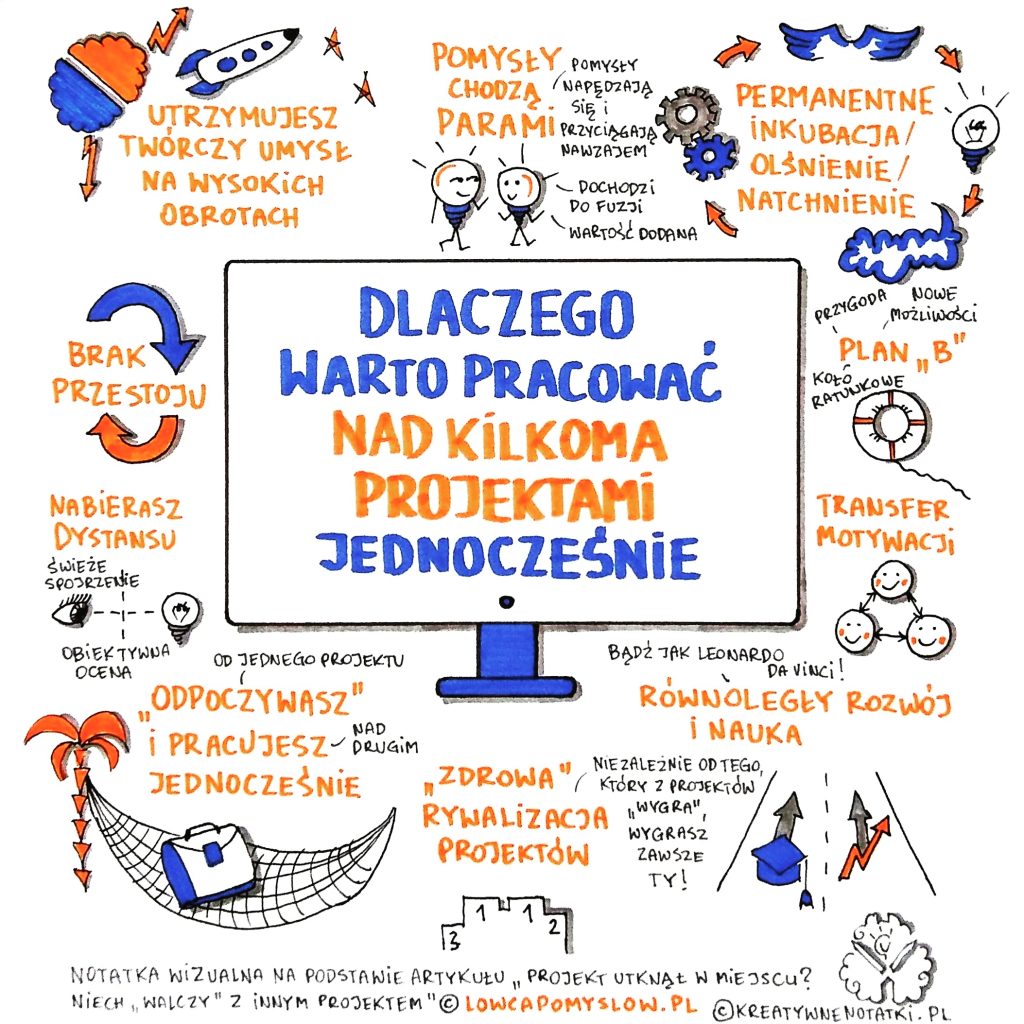 UTRZYMUJESZ
TWÓRCZY UMYSŁ
NA WYSOKICH
OBROTACH
POMYSŁY
CHODZĄ
PARAMI
POMYSŁY
NAPĘDZAJĄ
SIĘ I
PRZYCIĄGAJĄ
NAWZAJEM
DOCHODZI
DO FUZJI
WARTOŚĆ DODANA
PERMANENTNE
INKUBACJA/
OLŚNIENIE/
NATCHNIENIE
DLACZEGO
WARTO PRACOWAĆ
NAD KILKOMA
PROJEKTAMI
JEDNOCZEŚNIE
BRAK
PRZESTOJU
PRZYGODA
NOWE
MOŻLIWOŚCI
PLAN „B"
KOŁO
RATUNKOWE
NABIERASZ
DYSTANSU
ŚWIEŻE
SPOJRZENIE
OBIEKTYWNA
OCENA
TRANSFER
MOTYWACJI
OD JEDNEGO PROJEKTU
„ODPOCZYWASZ"
I PRACUJESZ
JEDNOCZEŚNIE
NAD
DRUGIM
BĄDŹ JAK LEONARDO
DA VINCI!
RÓWNOLEGŁY ROZWÓJ
I NAUKA
„ZDROWA"
RYWALIZACJA
PROJEKTÓW
NIEZALEŻNIE OD TEGO,
KTÓRY Z PROJEKTÓW
„WYGRA",
WYGRASZ
ZAWSZE
TY!
3 1 1 2
NOTATKA WIZUALNA NA PODSTAWIE ARTYKUŁU „PROJEKT UTKNĄŁ W MIEJSCU?
NIECH „WALCZY" Z INNYM PROJEKTEM" © LOWCAPOMYSLOW.PL
©KREATYWNENOTATKI.PL